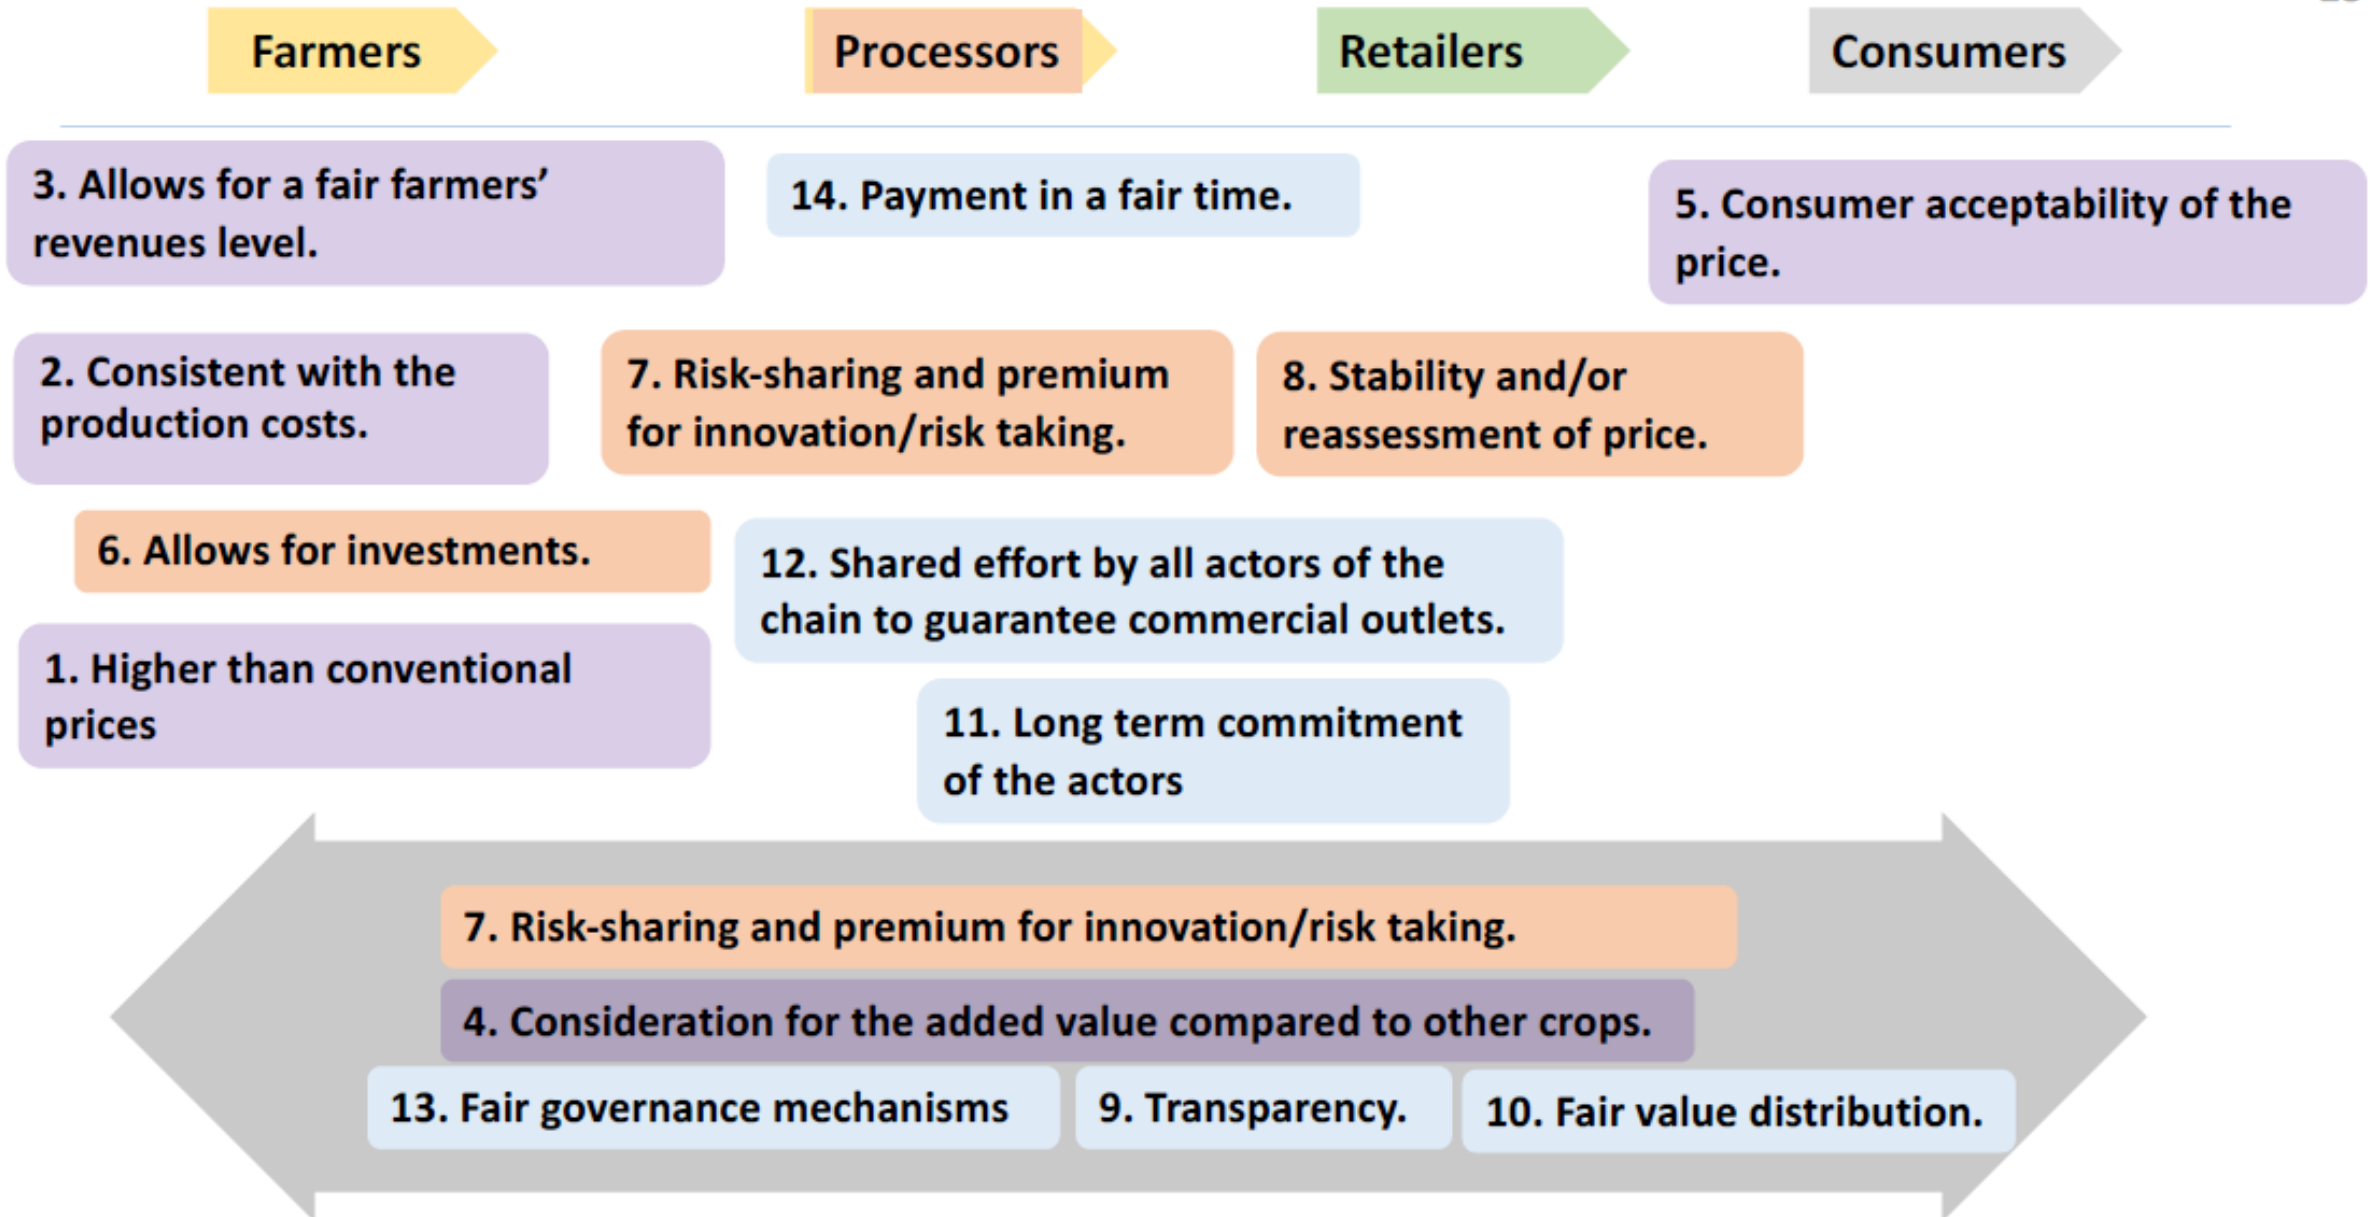 Farmers
Processors
Retailers
Consumers
3. Allows for a fair farmers’
revenues level.
14. Payment in a fair time.
5. Consumer acceptability of the
price.
2. Consistent with the
production costs.
7. Risk-sharing and premium
for innovation/risk taking.
8. Stability and/or
reassessment of price.
6. Allows for investments.
12. Shared effort by all actors of the
chain to guarantee commercial outlets.
1. Higher than conventional
prices
11. Long term commitment
of the actors
7. Risk-sharing and premium for innovation/risk taking.
4. Consideration for the added value compared to other crops.
13. Fair governance mechanisms
9. Transparency.
10. Fair value distribution.